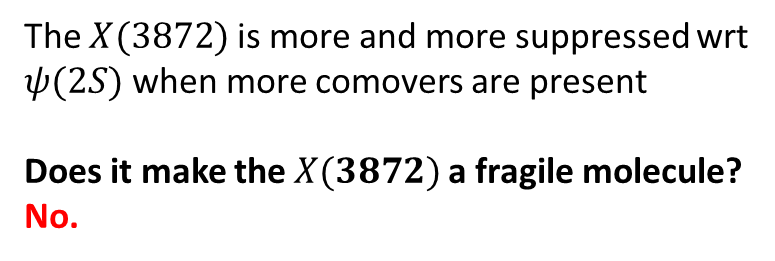 The X(3872) is more and more suppressed wrt
ψ(2S) when more comovers are present
Does it make the X(3872) a fragile molecule?
No.